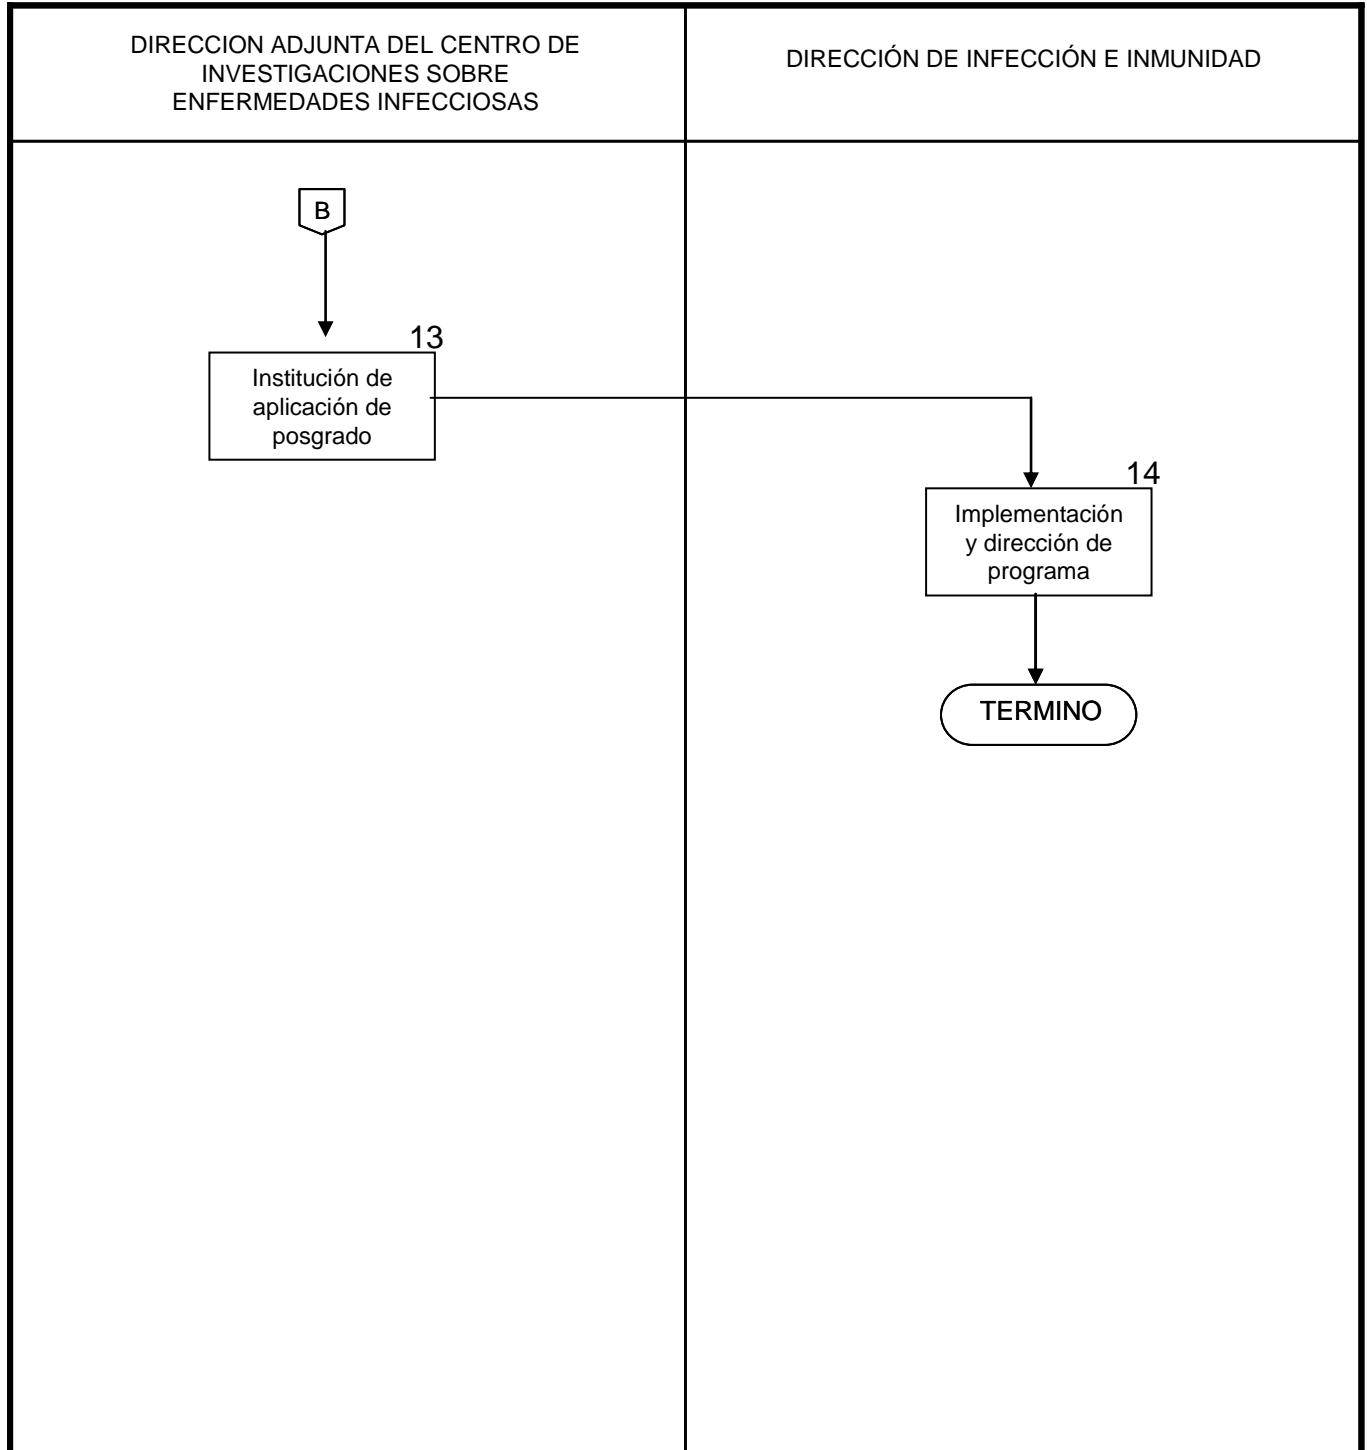 DIRECCION ADJUNTA DEL CENTRO DE
INVESTIGACIONES SOBRE
ENFERMEDADES INFECCIOSAS
DIRECCIÓN DE INFECCIÓN E INMUNIDAD
B
13
Institución de
aplicación de
posgrado
14
Implementación
y dirección de
programa
TERMINO